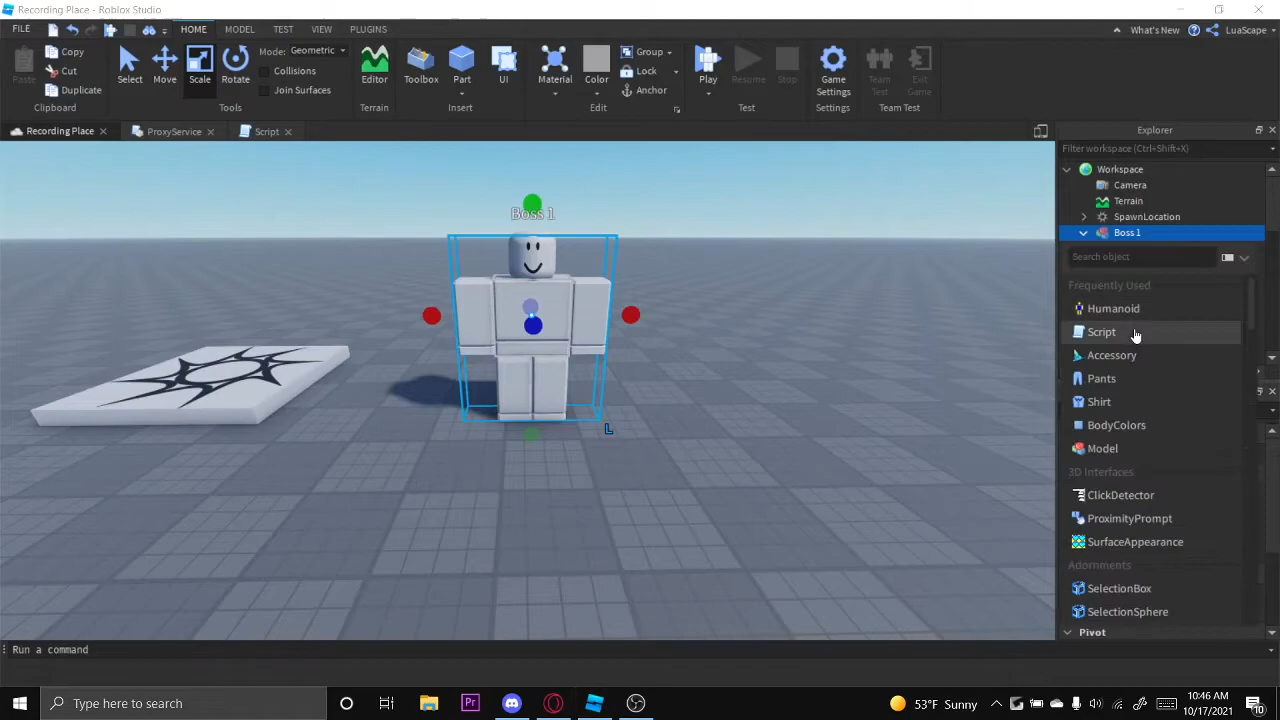 Recording Place - Roblox Studio
FILE HOME MODEL TEST VIEW PLUGINS What's New LuaScape
Paste Copy Cut Duplicate Clipboard
Select Move Scale Rotate Mode: Geometric Collisions Join Surfaces Tools
Editor Terrain
Toolbox Part UI Insert
Material Color Group Lock Anchor Edit
Play Resume Stop Test
Game Settings Settings
Team Test Exit Game Team Test
Recording Place ProxyService Script
Explorer
Filter workspace (Ctrl+Shift+X)
Workspace
Camera
Terrain
SpawnLocation
Boss 1
Boss 1
Search object
Frequently Used
Humanoid
Script
Accessory
Pants
Shirt
BodyColors
Model
3D Interfaces
ClickDetector
ProximityPrompt
SurfaceAppearance
Adornments
SelectionBox
SelectionSphere
Pivot
L
Run a command
Type here to search
Pr
53°F Sunny
10:46 AM
10/17/2021
10